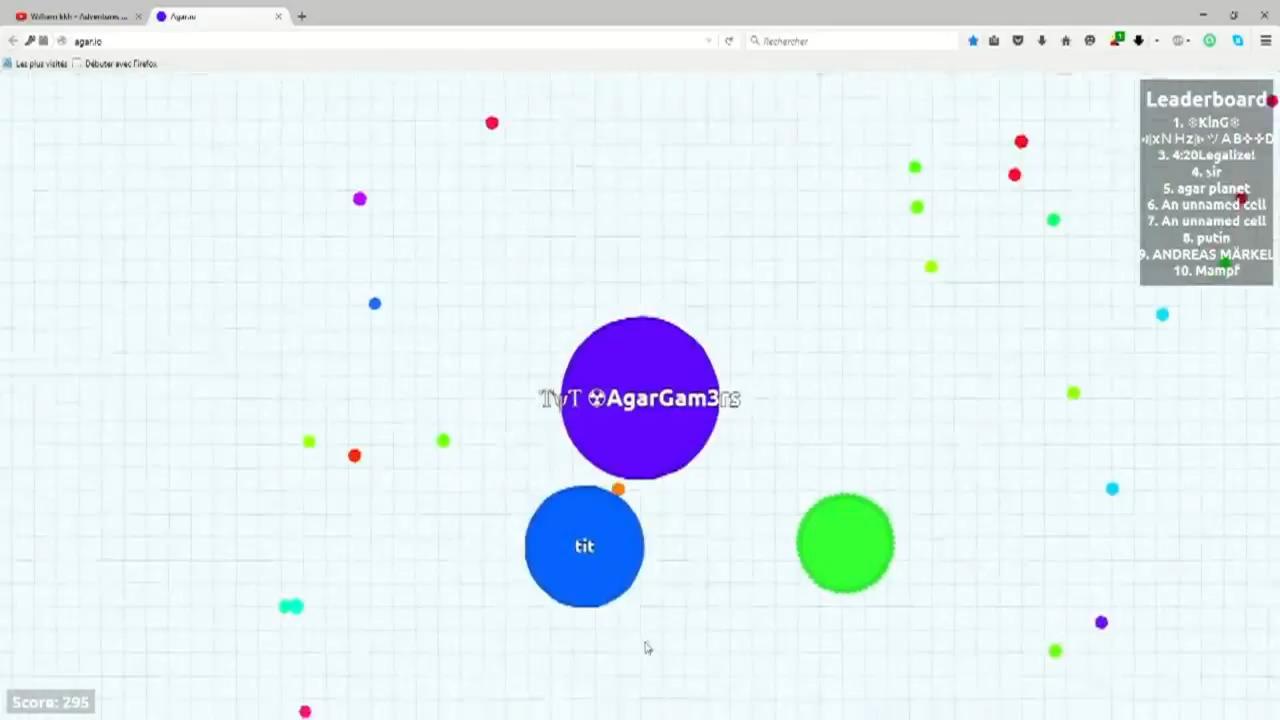 Agar.io
agar.io
Rechercher
Les plus visités
Débuter avec Firefox
Leaderboard
1. ❄KinG❄
3. 4:20Legalize!
4. sir
5. agar planet
6. An unnamed cell
7. An unnamed cell
8. putin
9. ANDREAS MÄRKEL
10. Mampf
TγT ☢AgarGam3rs
tit
Score: 295